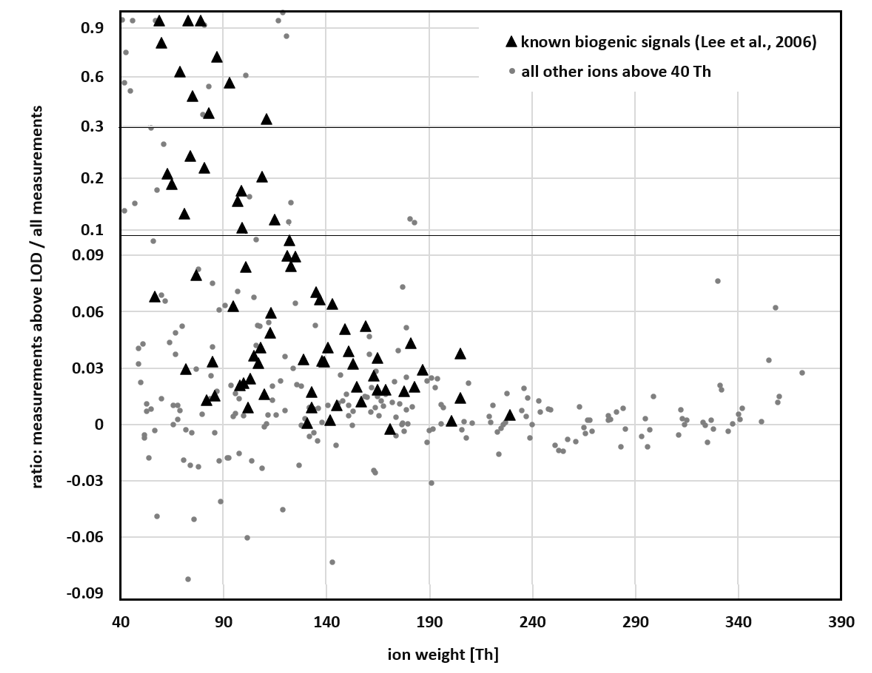 known biogenic signals (Lee et al., 2006)
all other ions above 40 Th
ratio: measurements above LOD / all measurements
0.9
0.6
0.3
0.2
0.1
0.09
0.06
0.03
0
-0.03
-0.06
-0.09
40 90 140 190 240 290 340 390
ion weight [Th]